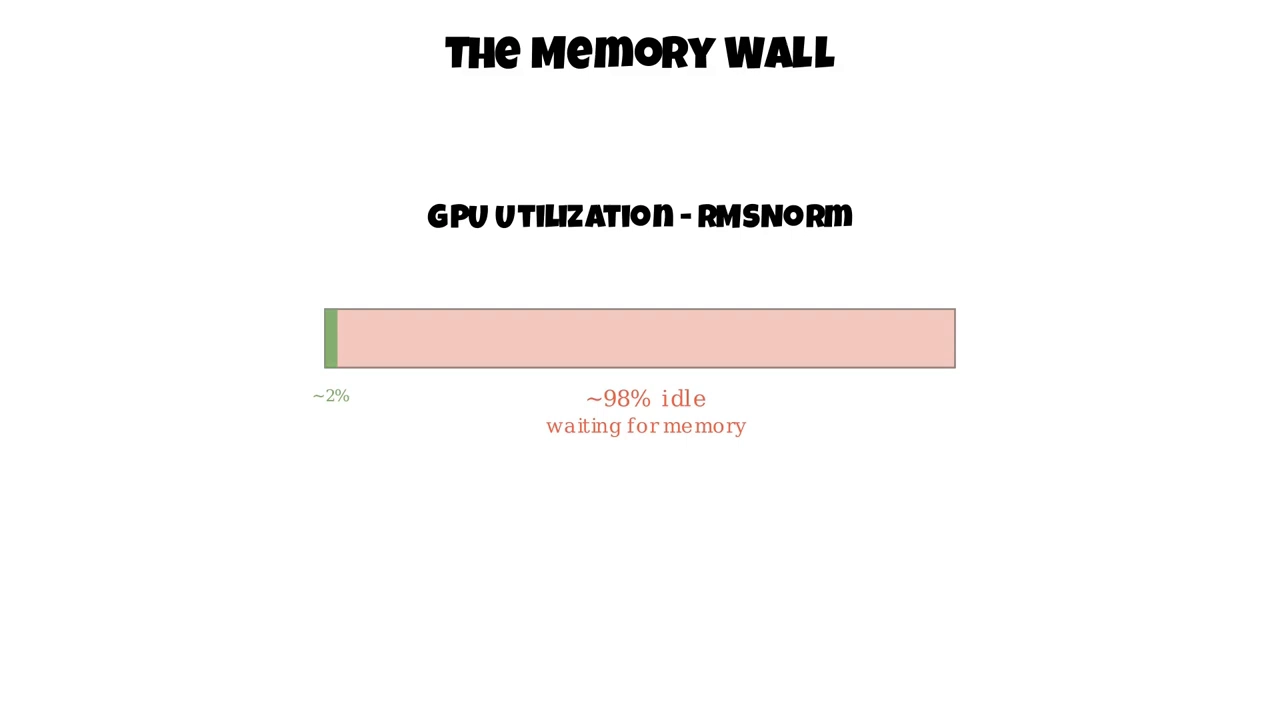 The Memory Wall
GPU Utilization - RMSNorm
~2%
~98% idle
waiting for memory